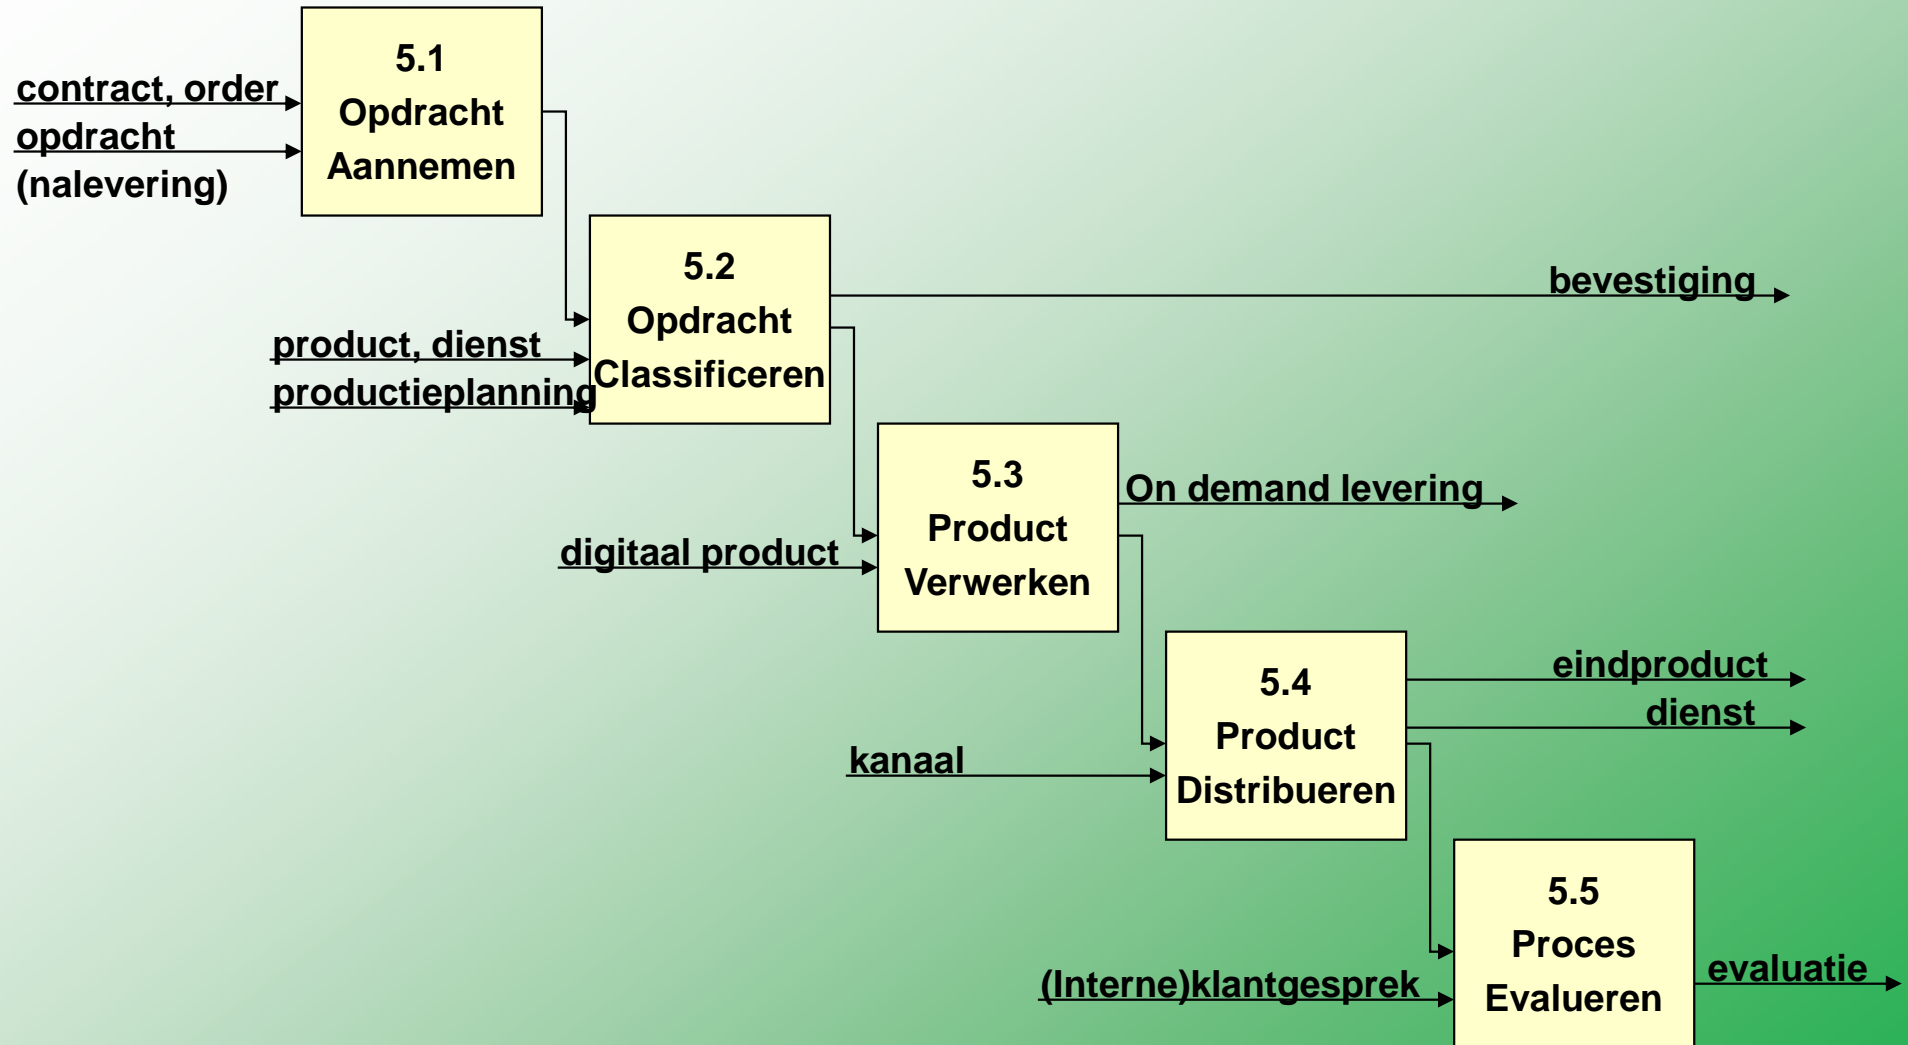 5.1
Opdracht
Aannemen
contract, order
opdracht
(nalevering)
5.2
Opdracht
Classificeren
bevestiging
product, dienst
productieplanning
5.3
Product
Verwerken
On demand levering
digitaal product
5.4
Product
Distribueren
eindproduct
dienst
kanaal
5.5
Proces
Evalueren
evaluatie
(Interne)klantgesprek